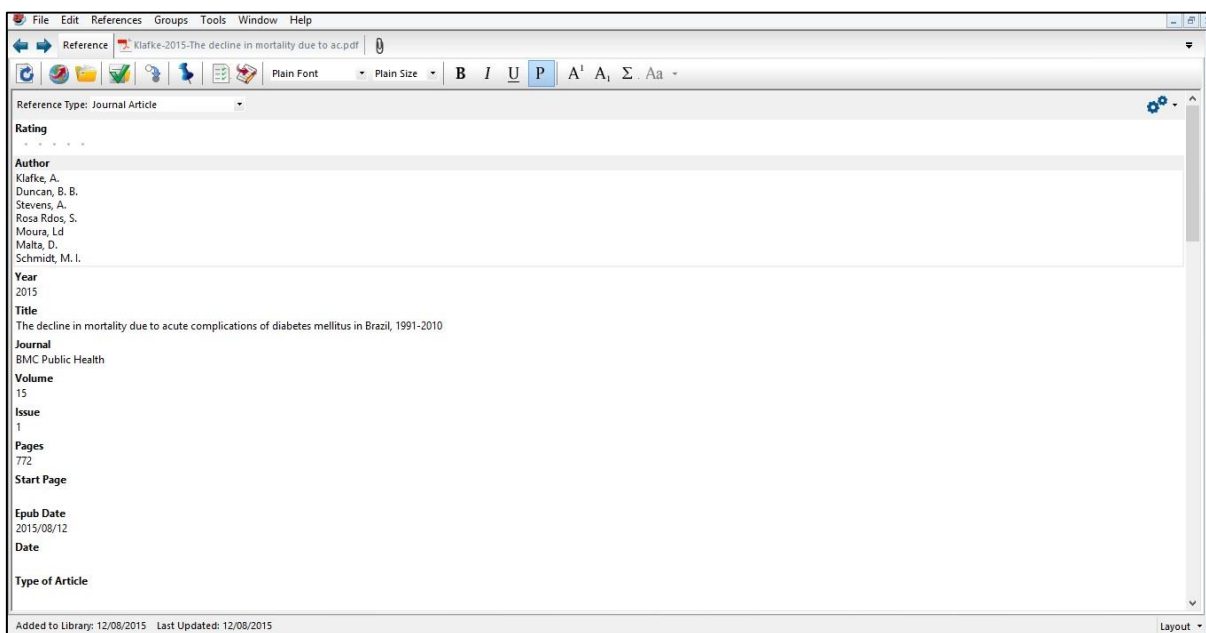 File Edit References Groups Tools Window Help
Reference Klafke-2015-The decline in mortality due to ac.pdf
Plain Font Plain Size B I U P A¹ A₁ Σ Aa
Reference Type: Journal Article
Rating
Author
Klafke, A.
Duncan, B. B.
Stevens, A.
Rosa Rdos, S.
Moura, Ld
Malta, D.
Schmidt, M. I.
Year
2015
Title
The decline in mortality due to acute complications of diabetes mellitus in Brazil, 1991-2010
Journal
BMC Public Health
Volume
15
Issue
1
Pages
772
Start Page
Epub Date
2015/08/12
Date
Type of Article
Added to Library: 12/08/2015 Last Updated: 12/08/2015 Layout